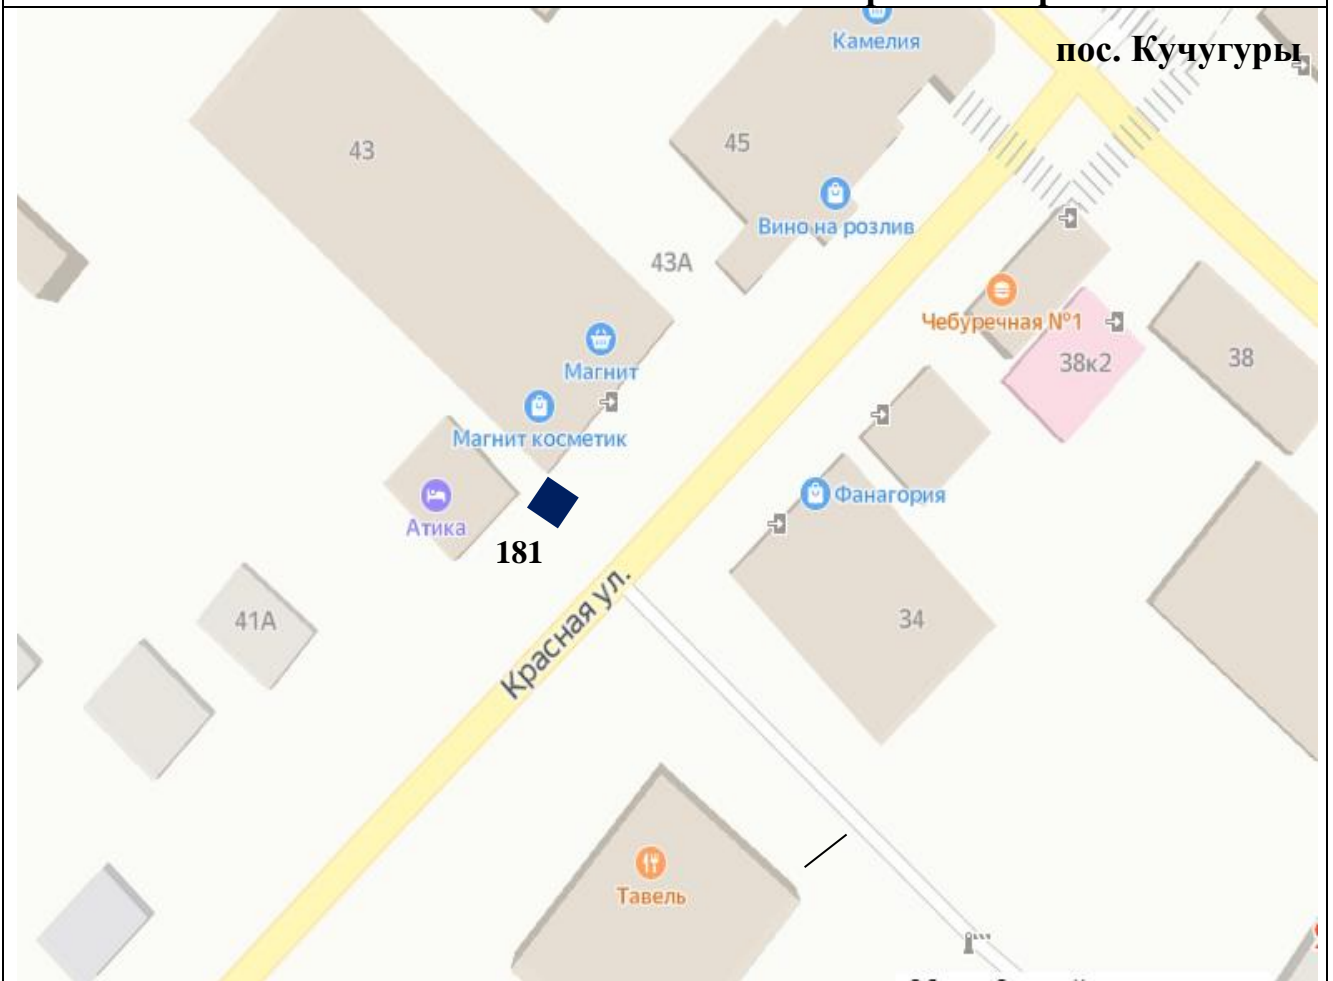 Камелия
пос. Кучугуры
43
45
Вино на розлив
43А
Чебуречная №1
Магнит
38к2
38
Магнит косметик
Фанагория
Атика
181
Красная ул.
41А
34
Тавель